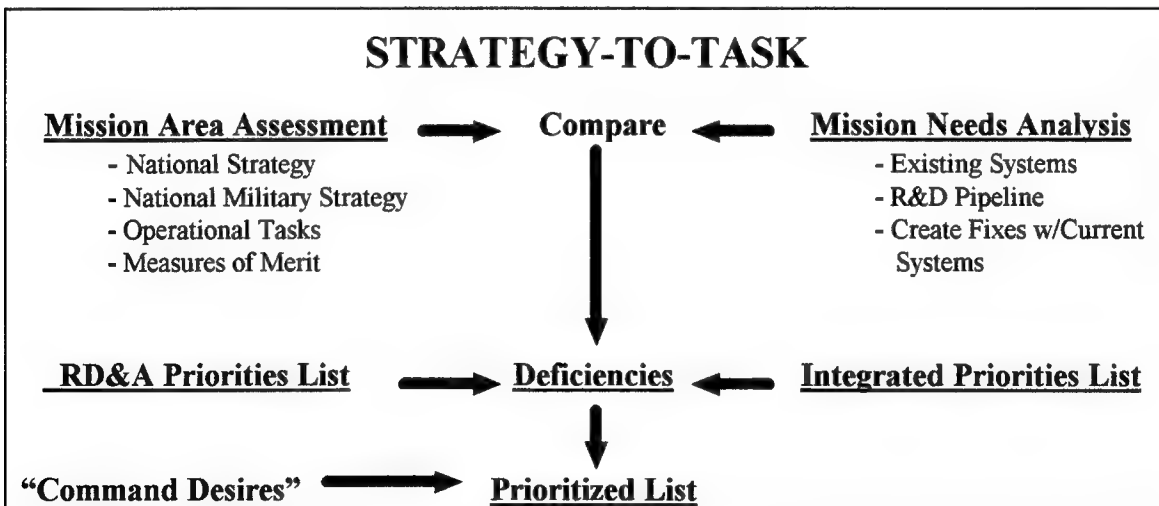 STRATEGY-TO-TASK
Mission Area Assessment
- National Strategy
- National Military Strategy
- Operational Tasks
- Measures of Merit
Compare
Mission Needs Analysis
- Existing Systems
- R&D Pipeline
- Create Fixes w/Current
Systems
RD&A Priorities List
Deficiencies
Integrated Priorities List
“Command Desires”
Prioritized List